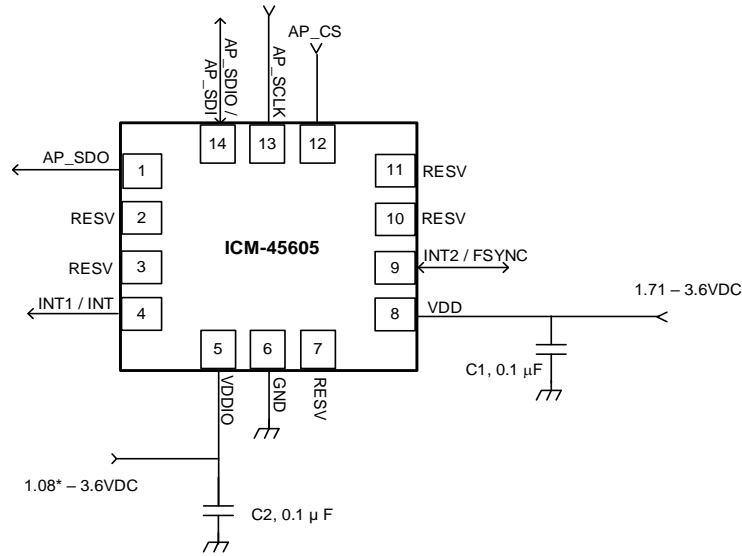 AP_SDIO /
AP_SDI
AP_SCLK
AP_CS
14
13
12
AP_SDO
1
11
RESV
RESV
2
10
RESV
ICM-45605
RESV
3
9
INT2 / FSYNC
INT1 / INT
4
8
VDD
1.71 – 3.6VDC
5
6
7
VDDIO
GND
RESV
C1, 0.1 µF
1.08* – 3.6VDC
C2, 0.1 µ F